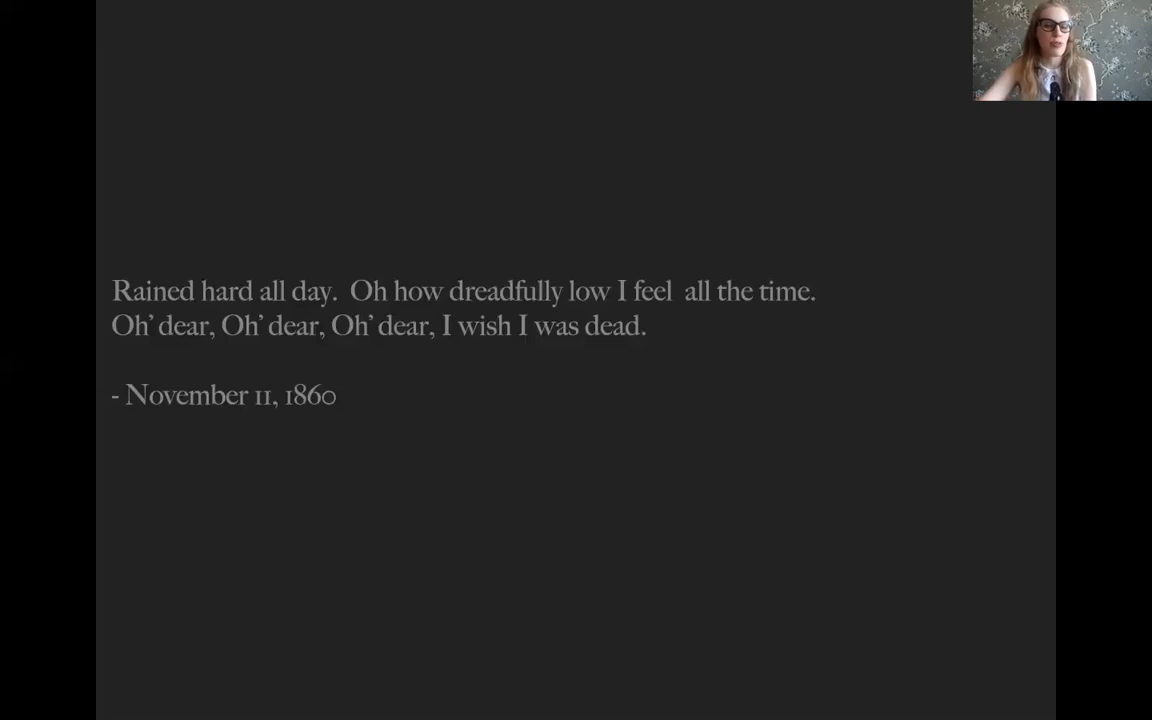 Rained hard all day.  Oh how dreadfully low I feel  all the time.
Oh’ dear, Oh’ dear, Oh’ dear, I wish I was dead.
- November 11, 1860